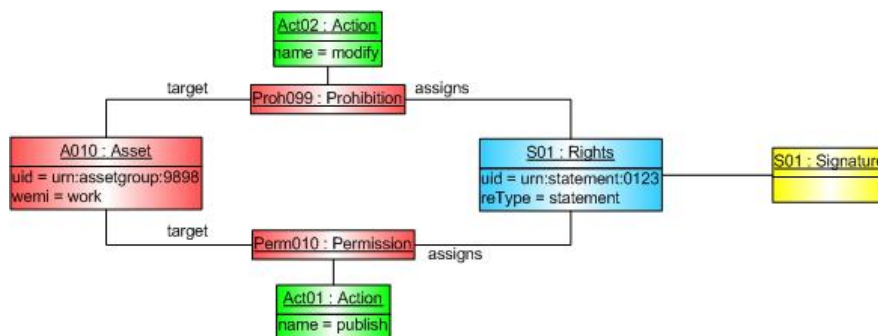 Act02 : Action
name = modify
target
Proh099 : Prohibition
assigns
A010 : Asset
uid = urn:assetgroup:9898
wemi = work
S01 : Rights
uid = urn:statement:0123
reType = statement
S01 : Signature
target
Perm010 : Permission
assigns
Act01 : Action
name = publish